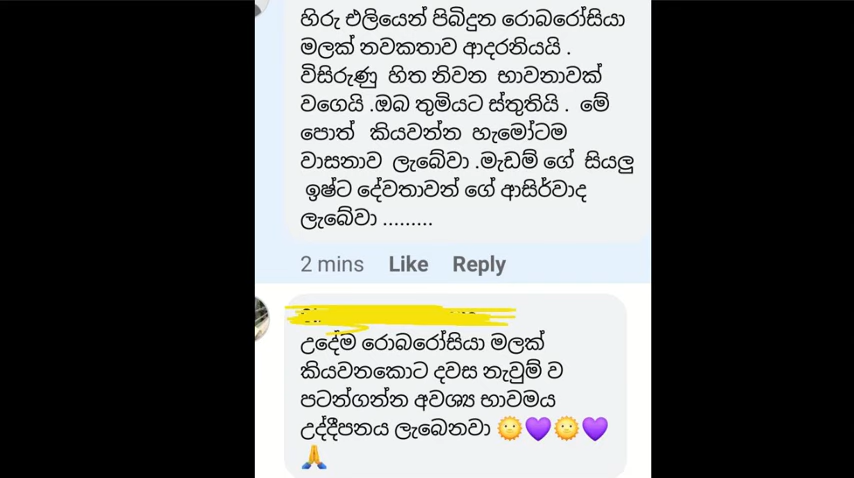 හිරු එලියෙන් පිබිදුන රොබරෝසියා
මලක් නවකතාව ආදරනියයි .
විසිරුණු හිත නිවන භාවනාවක්
වගෙයි .ඔබ තුමියට ස්තුතියි . මේ
පොත් කියවන්න හැමෝටම
වාසනාව ලැබේවා .මැඩම් ගේ සියලු
ඉෂ්ට දේවතාවන් ගේ ආසිර්වාද
ලැබේවා .........
2 mins Like Reply
උදේම රොබරෝසියා මලක්
කියවනකොට දවස නැවුම් ව
පටන්ගන්න අවශ්‍ය භාවමය
උද්දීපනය ලැබෙනවා 🌞💜🌞💜
🙏